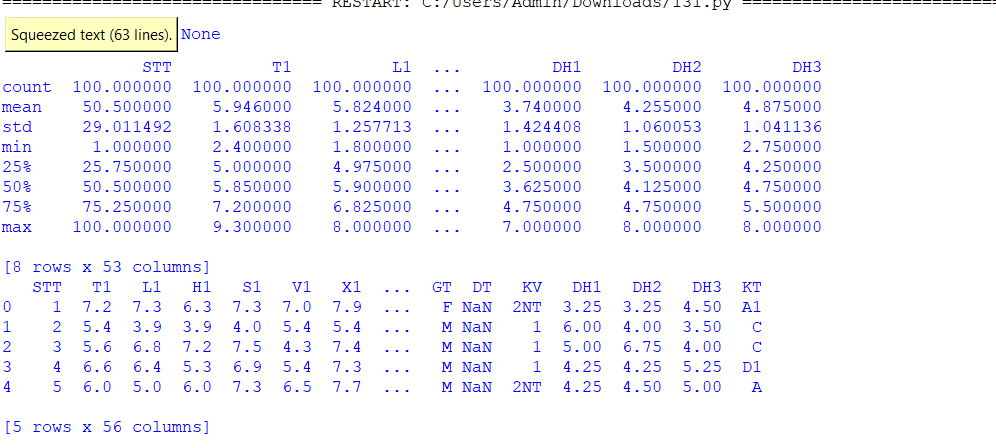 ============================== RESTART: C:/Users/Admin/Downloads/131.py ==========================
Squeezed text (63 lines). None
STT T1 L1 ... DH1 DH2 DH3
count 100.000000 100.000000 100.000000 ... 100.000000 100.000000 100.000000
mean 50.500000 5.946000 5.824000 ... 3.740000 4.255000 4.875000
std 29.011492 1.608338 1.257713 ... 1.424408 1.060053 1.041136
min 1.000000 2.400000 1.800000 ... 1.000000 1.500000 2.750000
25% 25.750000 5.000000 4.975000 ... 2.500000 3.500000 4.250000
50% 50.500000 5.850000 5.900000 ... 3.625000 4.125000 4.750000
75% 75.250000 7.200000 6.825000 ... 4.750000 4.750000 5.500000
max 100.000000 9.300000 8.000000 ... 7.000000 8.000000 8.000000
[8 rows x 53 columns]
STT T1 L1 H1 S1 V1 X1 ... GT DT KV DH1 DH2 DH3 KT
0 1 7.2 7.3 6.3 7.3 7.0 7.9 ... F NaN 2NT 3.25 3.25 4.50 A1
1 2 5.4 3.9 3.9 4.0 5.4 5.4 ... M NaN 1 6.00 4.00 3.50 C
2 3 5.6 6.8 7.2 7.5 4.3 7.4 ... M NaN 1 5.00 6.75 4.00 C
3 4 6.6 6.4 5.3 6.9 5.4 7.3 ... M NaN 1 4.25 4.25 5.25 D1
4 5 6.0 5.0 6.0 7.3 6.5 7.7 ... M NaN 2NT 4.25 4.50 5.00 A
[5 rows x 56 columns]